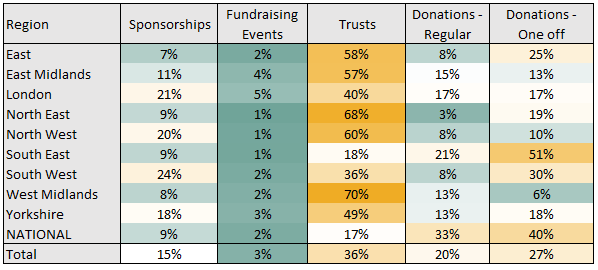 Region Sponsorships Fundraising Events Trusts Donations - Regular Donations - One off
East 7% 2% 58% 8% 25%
East Midlands 11% 4% 57% 15% 13%
London 21% 5% 40% 17% 17%
North East 9% 1% 68% 3% 19%
North West 20% 1% 60% 8% 10%
South East 9% 1% 18% 21% 51%
South West 24% 2% 36% 8% 30%
West Midlands 8% 2% 70% 13% 6%
Yorkshire 18% 3% 49% 13% 18%
NATIONAL 9% 2% 17% 33% 40%
Total 15% 3% 36% 20% 27%